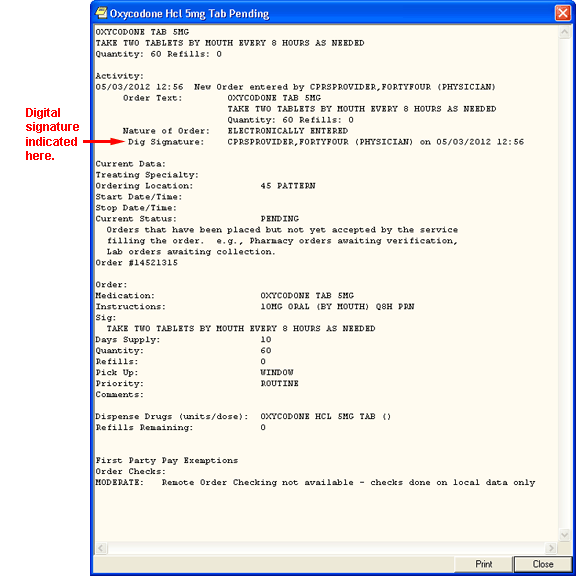 Oxycodone Hcl 5mg Tab Pending
OXYCODONE TAB 5MG
TAKE TWO TABLETS BY MOUTH EVERY 8 HOURS AS NEEDED
Quantity: 60 Refills: 0
Activity:
05/03/2012 12:56  New Order entered by CPRSPROVIDER,FORTYFOUR (PHYSICIAN)
Order Text: OXYCODONE TAB 5MG
TAKE TWO TABLETS BY MOUTH EVERY 8 HOURS AS NEEDED
Quantity: 60 Refills: 0
Nature of Order: ELECTRONICALLY ENTERED
Dig Signature: CPRSPROVIDER,FORTYFOUR (PHYSICIAN) on 05/03/2012 12:56
Digital
signature
indicated
here.
Current Data:
Treating Specialty:
Ordering Location: 45 PATTERN
Start Date/Time:
Stop Date/Time:
Current Status: PENDING
Orders that have been placed but not yet accepted by the service
filling the order.  e.g., Pharmacy orders awaiting verification,
Lab orders awaiting collection.
Order #14521315
Order:
Medication: OXYCODONE TAB 5MG
Instructions: 10MG ORAL (BY MOUTH) Q8H PRN
Sig:
TAKE TWO TABLETS BY MOUTH EVERY 8 HOURS AS NEEDED
Days Supply: 10
Quantity: 60
Refills: 0
Pick Up: WINDOW
Priority: ROUTINE
Comments:
Dispense Drugs (units/dose): OXYCODONE HCL 5MG TAB ()
Refills Remaining: 0
First Party Pay Exemptions
Order Checks:
MODERATE: Remote Order Checking not available - checks done on local data only
Print Close